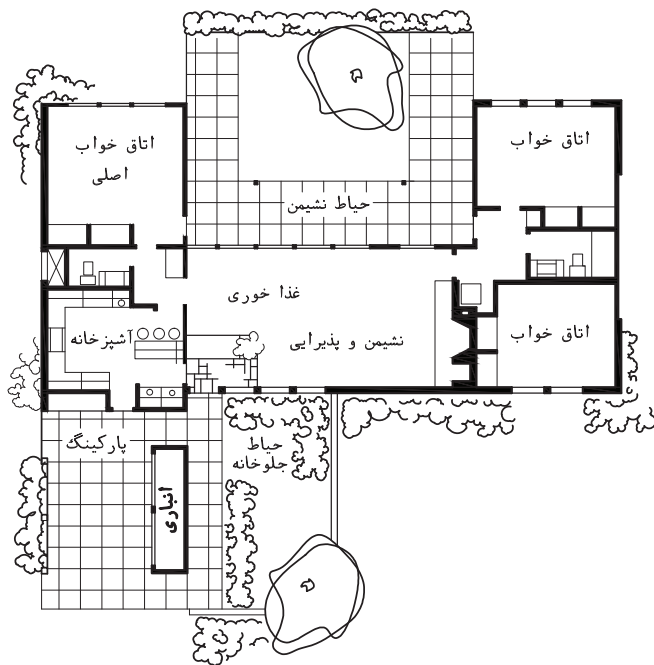 اتاق خواب
اصلی
اتاق خواب
حیاط نشیمن
غذا خوری
نشیمن و پذیرایی
آشپزخانه
اتاق خواب
پارکینگ
حیاط
جلوخانه
انباری